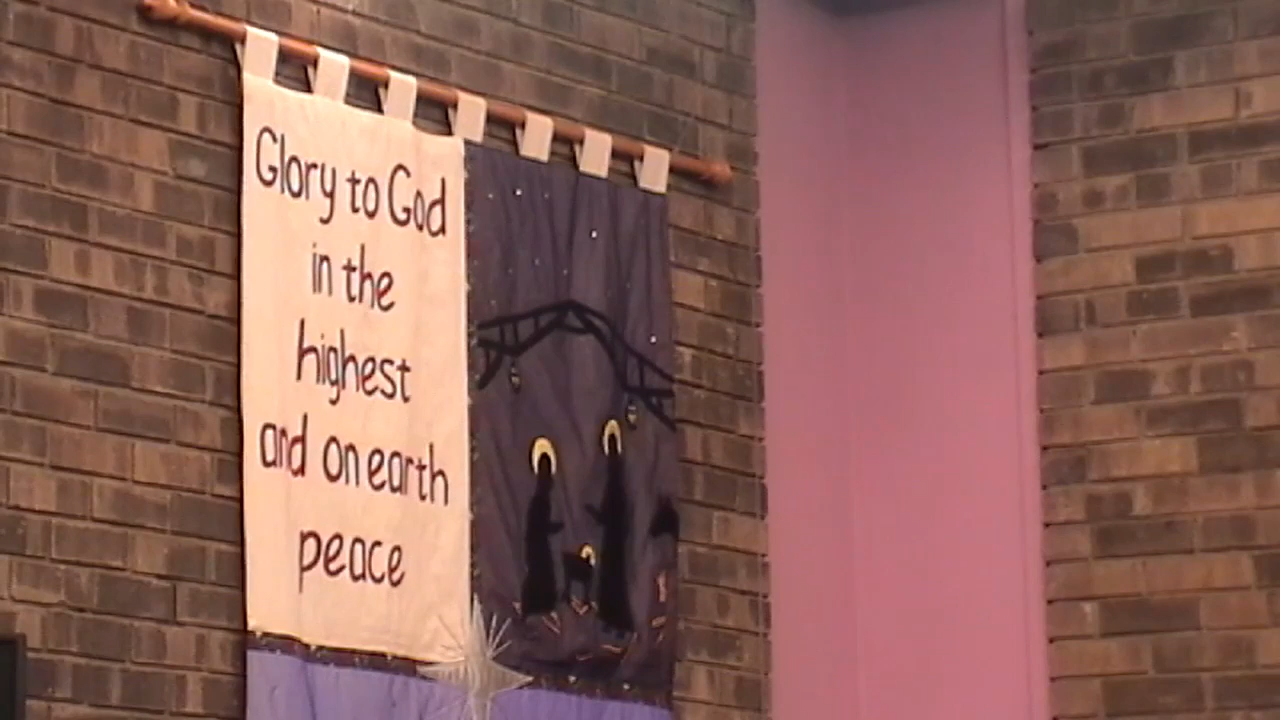 Glory to God
in the
highest
and on earth
peace